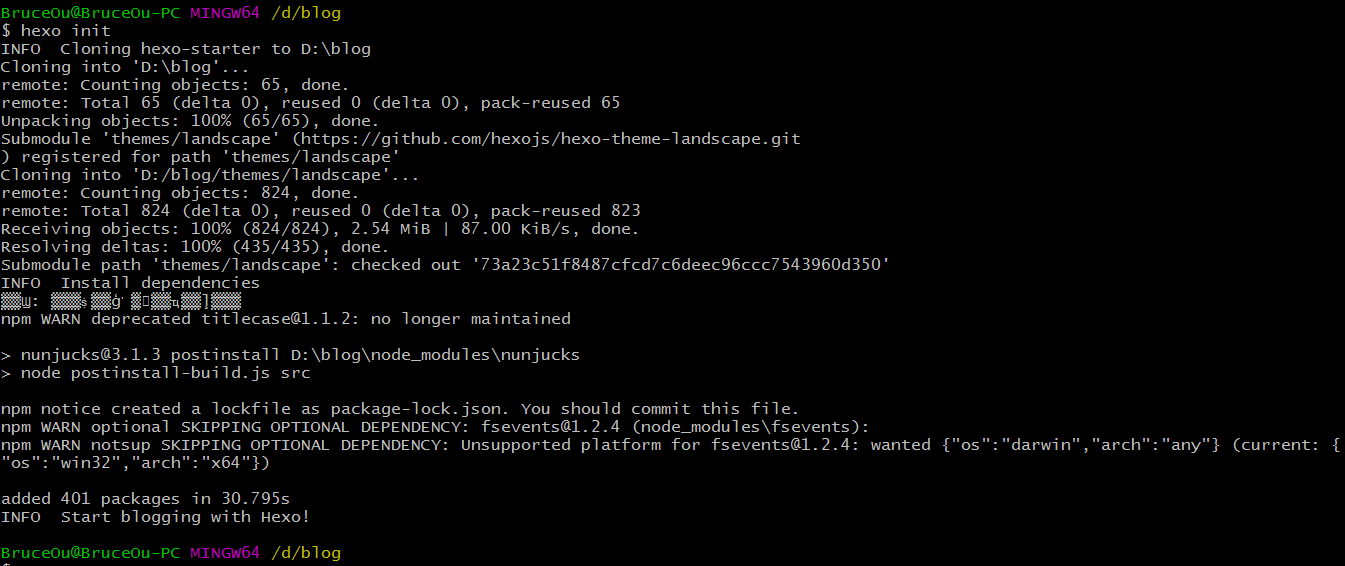 BruceOu@BruceOu-PC MINGW64 /d/blog
$ hexo init
INFO  Cloning hexo-starter to D:\blog
Cloning into 'D:\blog'...
remote: Counting objects: 65, done.
remote: Total 65 (delta 0), reused 0 (delta 0), pack-reused 65
Unpacking objects: 100% (65/65), done.
Submodule 'themes/landscape' (https://github.com/hexojs/hexo-theme-landscape.git
) registered for path 'themes/landscape'
Cloning into 'D:/blog/themes/landscape'...
remote: Counting objects: 824, done.
remote: Total 824 (delta 0), reused 0 (delta 0), pack-reused 823
Receiving objects: 100% (824/824), 2.54 MiB | 87.00 KiB/s, done.
Resolving deltas: 100% (435/435), done.
Submodule path 'themes/landscape': checked out '73a23c51f8487cfcd7c6deec96ccc7543960d350'
INFO  Install dependencies
npm WARN deprecated titlecase@1.1.2: no longer maintained
> nunjucks@3.1.3 postinstall D:\blog\node_modules\nunjucks
> node postinstall-build.js src
npm notice created a lockfile as package-lock.json. You should commit this file.
npm WARN optional SKIPPING OPTIONAL DEPENDENCY: fsevents@1.2.4 (node_modules\fsevents):
npm WARN notsup SKIPPING OPTIONAL DEPENDENCY: Unsupported platform for fsevents@1.2.4: wanted {"os":"darwin","arch":"any"} (current: {
"os":"win32","arch":"x64"})
added 401 packages in 30.795s
INFO  Start blogging with Hexo!
BruceOu@BruceOu-PC MINGW64 /d/blog